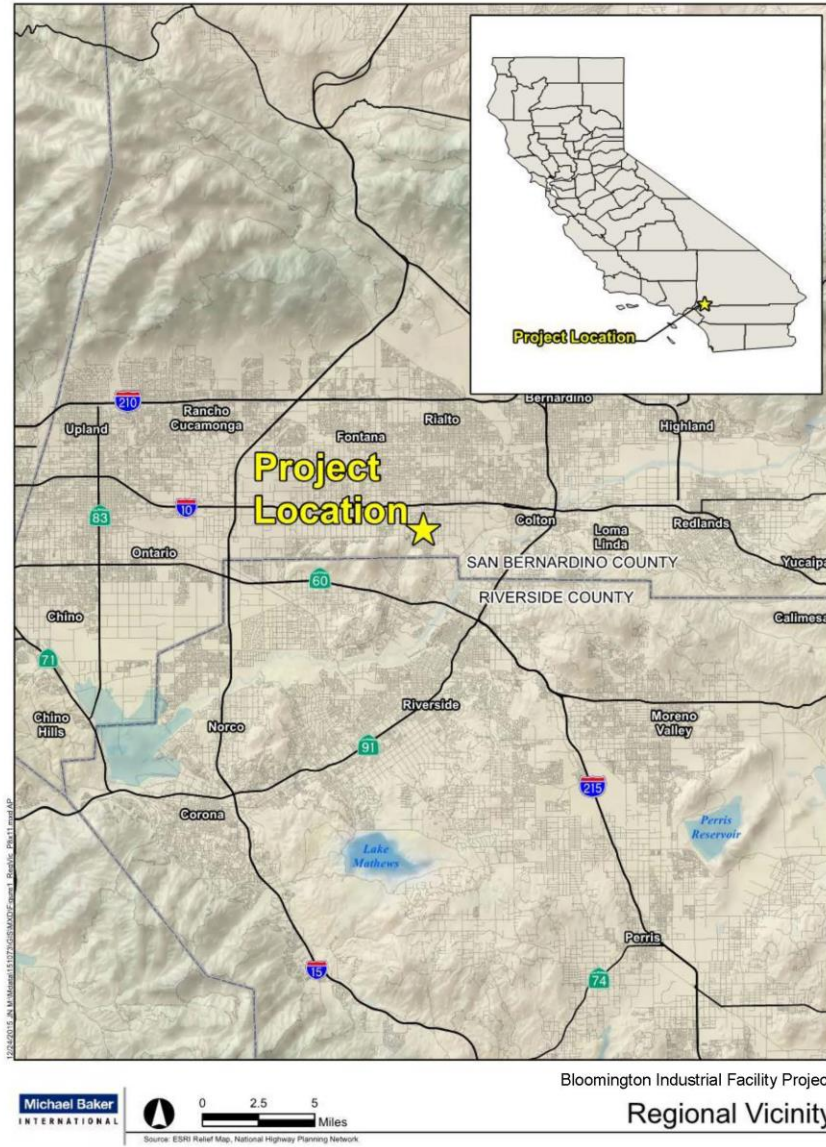 Project Location
Bernardino
210
Rancho
Cucamonga
Upland
Rialto
Fontana
Highland
Project
Location
10
83
Colton
Loma
Linda
Redlands
Ontario
SAN BERNARDINO COUNTY
Yucaipa
60
RIVERSIDE COUNTY
Chino
Calimesa
71
Chino
Hills
Norco
Riverside
91
Moreno
Valley
215
Corona
Lake
Mathews
Perris
Reservoir
Perris
15
74
Bloomington Industrial Facility Project
Michael Baker
INTERNATIONAL
0 2.5 5
Miles
Source: ESRI Relief Map, National Highway Planning Network
Regional Vicinity